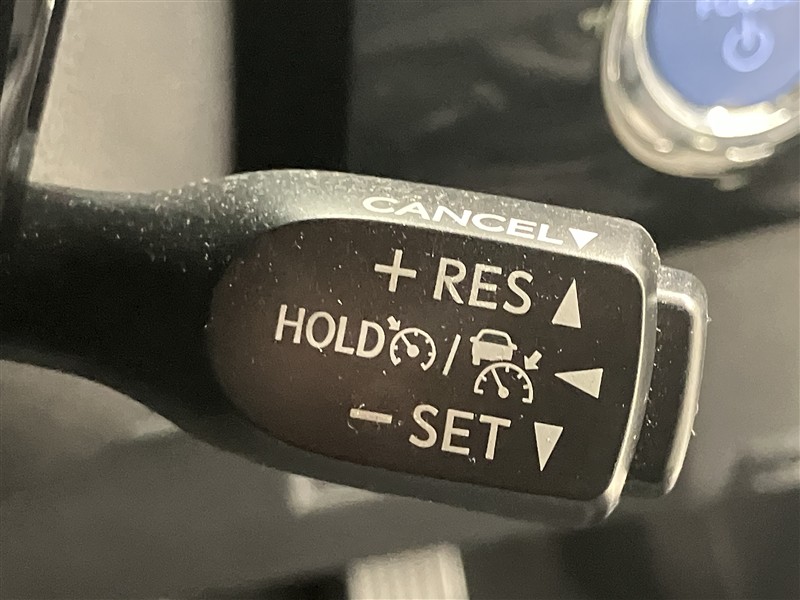 CANCEL▼
+ RES ▲
HOLD / ◀
− SET ▼